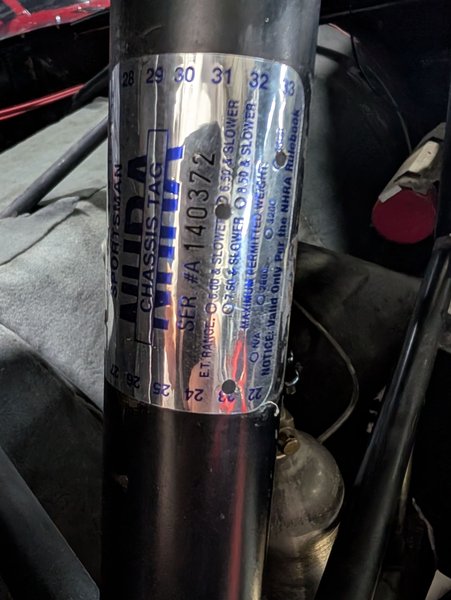 28 29 30 31 32 33
SPORTSMAN
NHRA
CHASSIS TAG
SER. #A140372
E.T. RANGE: 6.00 & SLOWER 6.50 & SLOWER
7.50 & SLOWER 8.50 & SLOWER
MAXIMUM PERMITTED WEIGHT:
N/A 3200
NOTICE: Valid Only Per the NHRA Rulebook
27 26 25 24 23 22